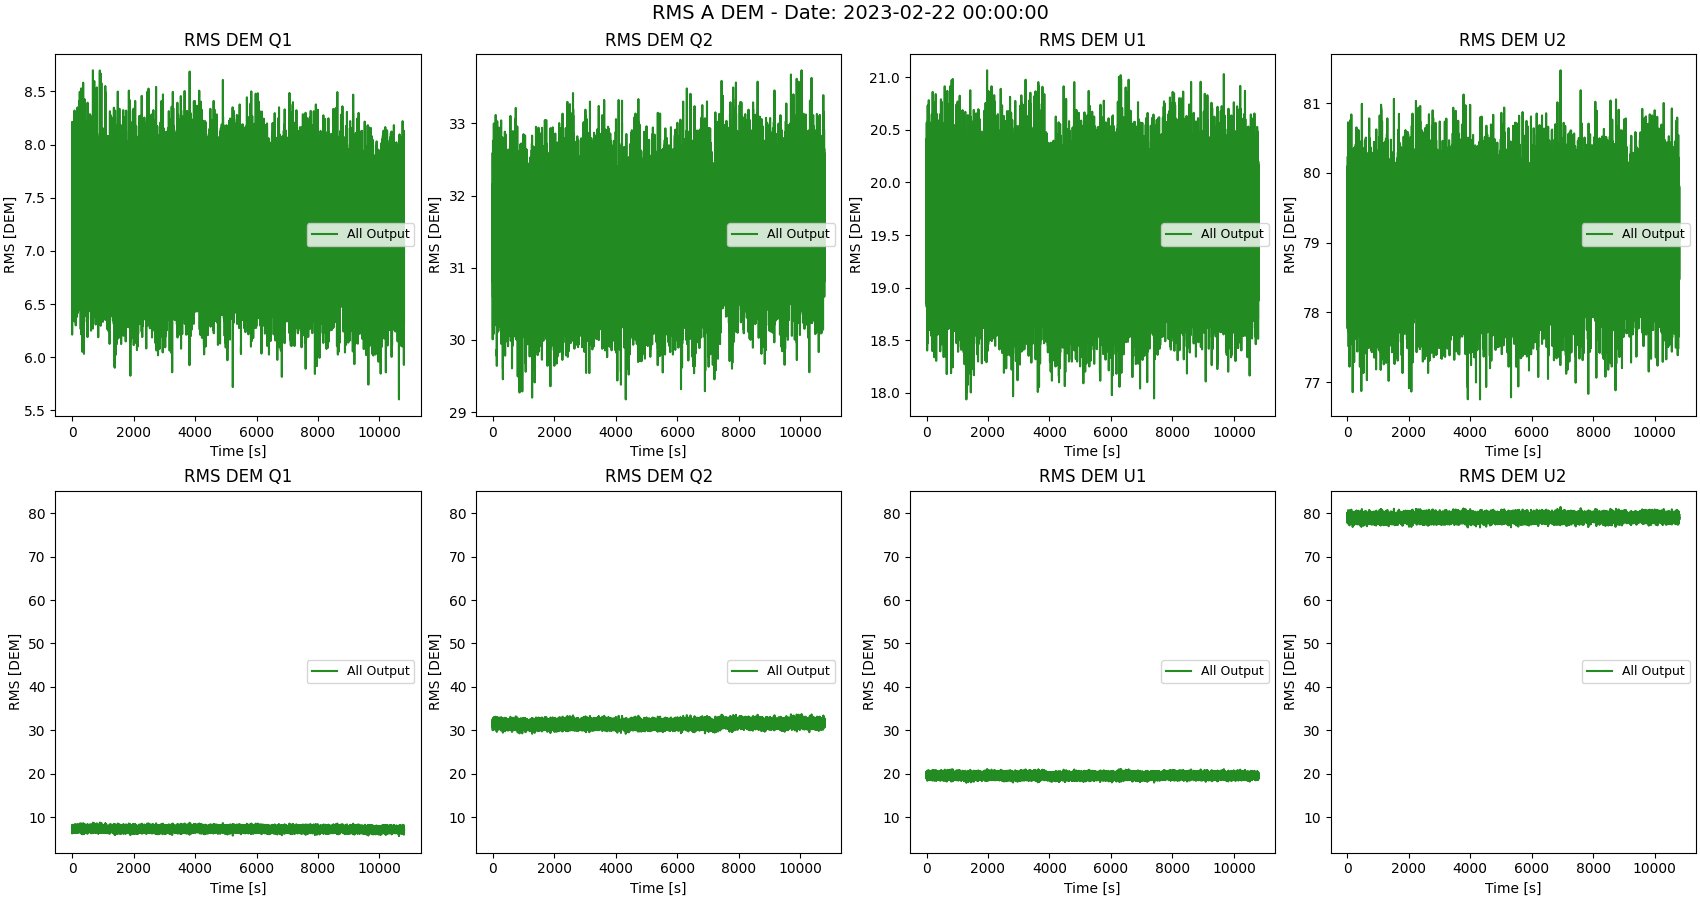 RMS A DEM - Date: 2023-02-22 00:00:00
RMS DEM Q1
RMS DEM Q2
RMS DEM U1
RMS DEM U2
RMS [DEM]
8.5
8.0
7.5
7.0
6.5
6.0
5.5
All Output
0 2000 4000 6000 8000 10000
Time [s]
RMS [DEM]
33
32
31
30
29
All Output
0 2000 4000 6000 8000 10000
Time [s]
RMS [DEM]
21.0
20.5
20.0
19.5
19.0
18.5
18.0
All Output
0 2000 4000 6000 8000 10000
Time [s]
RMS [DEM]
81
80
79
78
77
All Output
0 2000 4000 6000 8000 10000
Time [s]
RMS DEM Q1
RMS DEM Q2
RMS DEM U1
RMS DEM U2
RMS [DEM]
80
70
60
50
40
30
20
10
All Output
0 2000 4000 6000 8000 10000
Time [s]
RMS [DEM]
80
70
60
50
40
30
20
10
All Output
0 2000 4000 6000 8000 10000
Time [s]
RMS [DEM]
80
70
60
50
40
30
20
10
All Output
0 2000 4000 6000 8000 10000
Time [s]
RMS [DEM]
80
70
60
50
40
30
20
10
All Output
0 2000 4000 6000 8000 10000
Time [s]